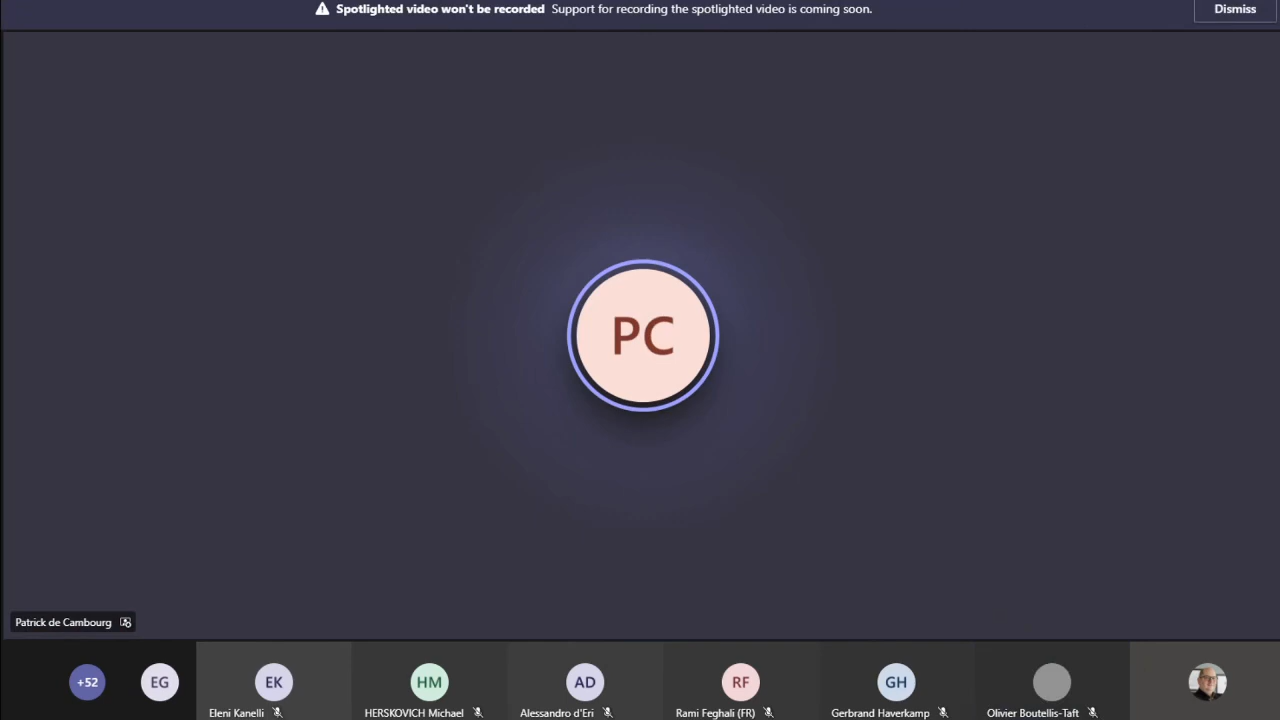 Spotlighted video won't be recorded Support for recording the spotlighted video is coming soon.
Dismiss
PC
Patrick de Cambourg
+52
EG
EK
HM
AD
RF
GH
Eleni Kanelli
HERSKOVICH Michael
Alessandro d'Eri
Rami Feghali (FR)
Gerbrand Haverkamp
Olivier Boutellis-Taft